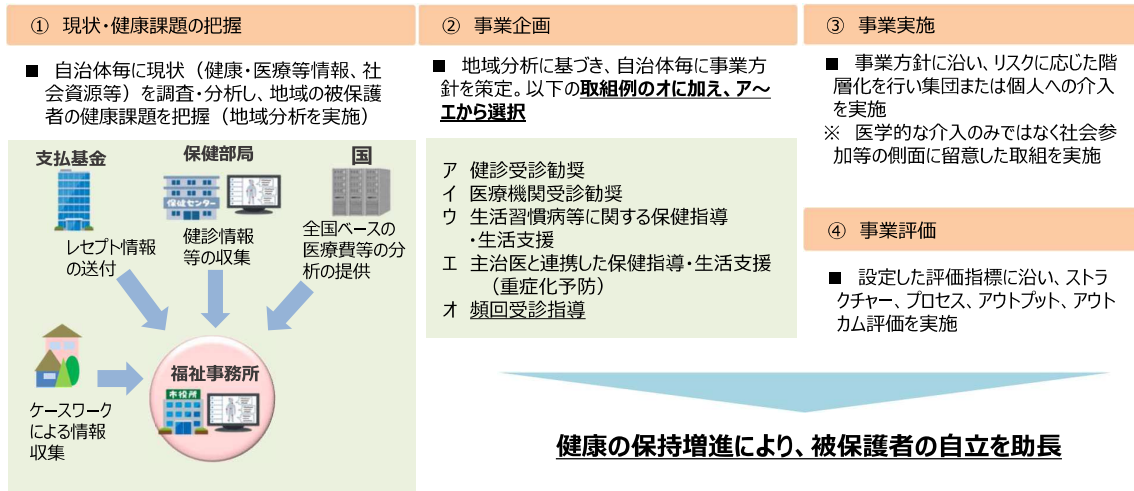 ① 現状・健康課題の把握
■ 自治体毎に現状（健康・医療等情報、社
会資源等）を調査・分析し、地域の被保護
者の健康課題を把握（地域分析を実施）
支払基金
保健部局
国
保健センター
レセプト情報
の送付
健診情報
等の収集
全国ベースの
医療費等の分
析の提供
福祉事務所
市役所
ケースワーク
による情報
収集
② 事業企画
■ 地域分析に基づき、自治体毎に事業方
針を策定。以下の取組例のオに加え、ア～
エから選択
ア 健診受診勧奨
イ 医療機関受診勧奨
ウ 生活習慣病等に関する保健指導
・生活支援
エ 主治医と連携した保健指導・生活支援
（重症化予防）
オ 頻回受診指導
③ 事業実施
■ 事業方針に沿い、リスクに応じた階
層化を行い集団または個人への介入
を実施
※ 医学的な介入のみではなく社会参
加等の側面に留意した取組を実施
④ 事業評価
■ 設定した評価指標に沿い、ストラ
クチャー、プロセス、アウトプット、アウト
カム評価を実施
健康の保持増進により、被保護者の自立を助長